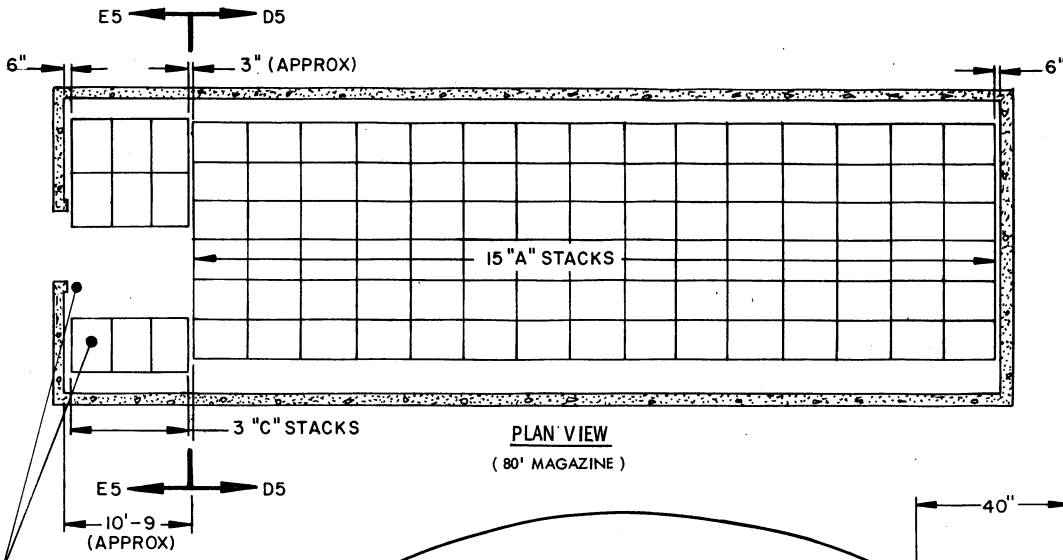 E5 D5
6" 3" (APPROX) 6"
15 "A" STACKS
3 "C" STACKS
PLAN VIEW
( 80' MAGAZINE )
E5 D5
40"
10'-9
(APPROX)